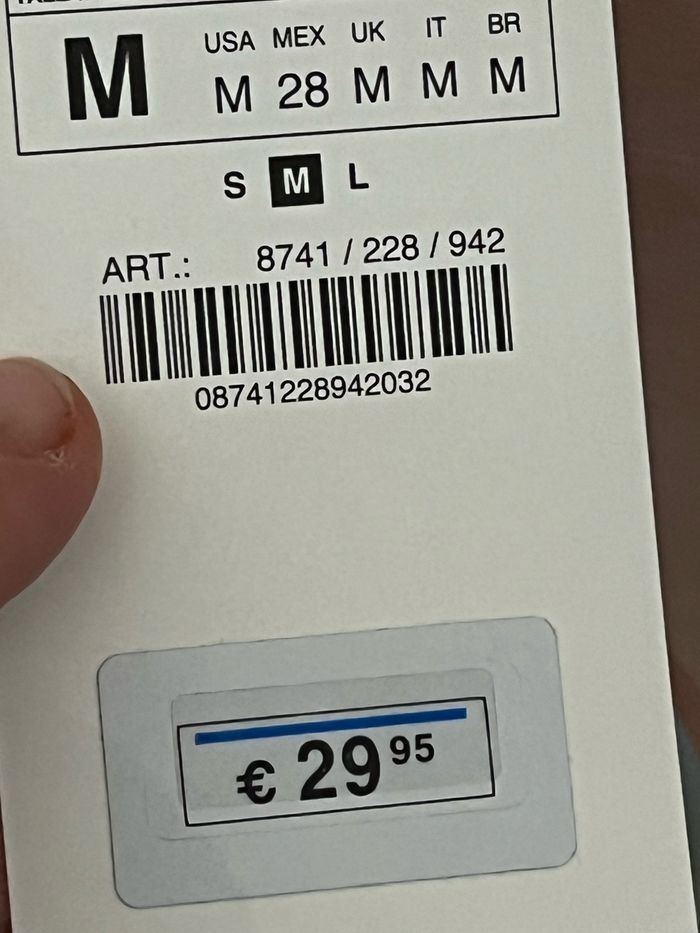 M
USA MEX UK IT BR
M 28 M M M
S M L
ART.: 8741 / 228 / 942
08741228942032
€ 29 95